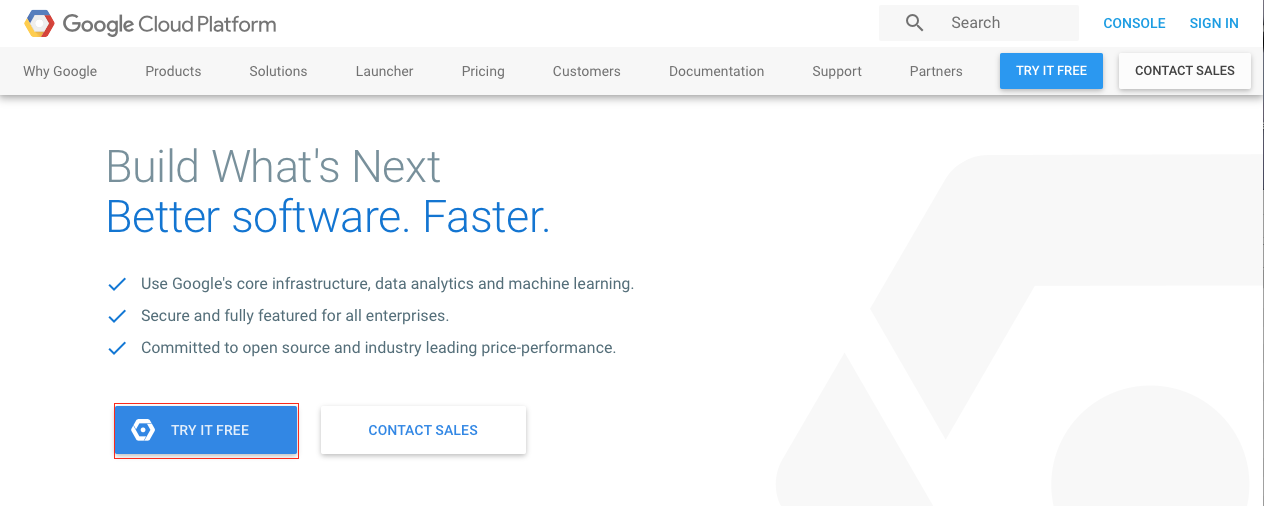 Google Cloud Platform
Search
CONSOLE
SIGN IN
Why Google
Products
Solutions
Launcher
Pricing
Customers
Documentation
Support
Partners
TRY IT FREE
CONTACT SALES
Build What's Next
Better software. Faster.
Use Google's core infrastructure, data analytics and machine learning.
Secure and fully featured for all enterprises.
Committed to open source and industry leading price-performance.
TRY IT FREE
CONTACT SALES